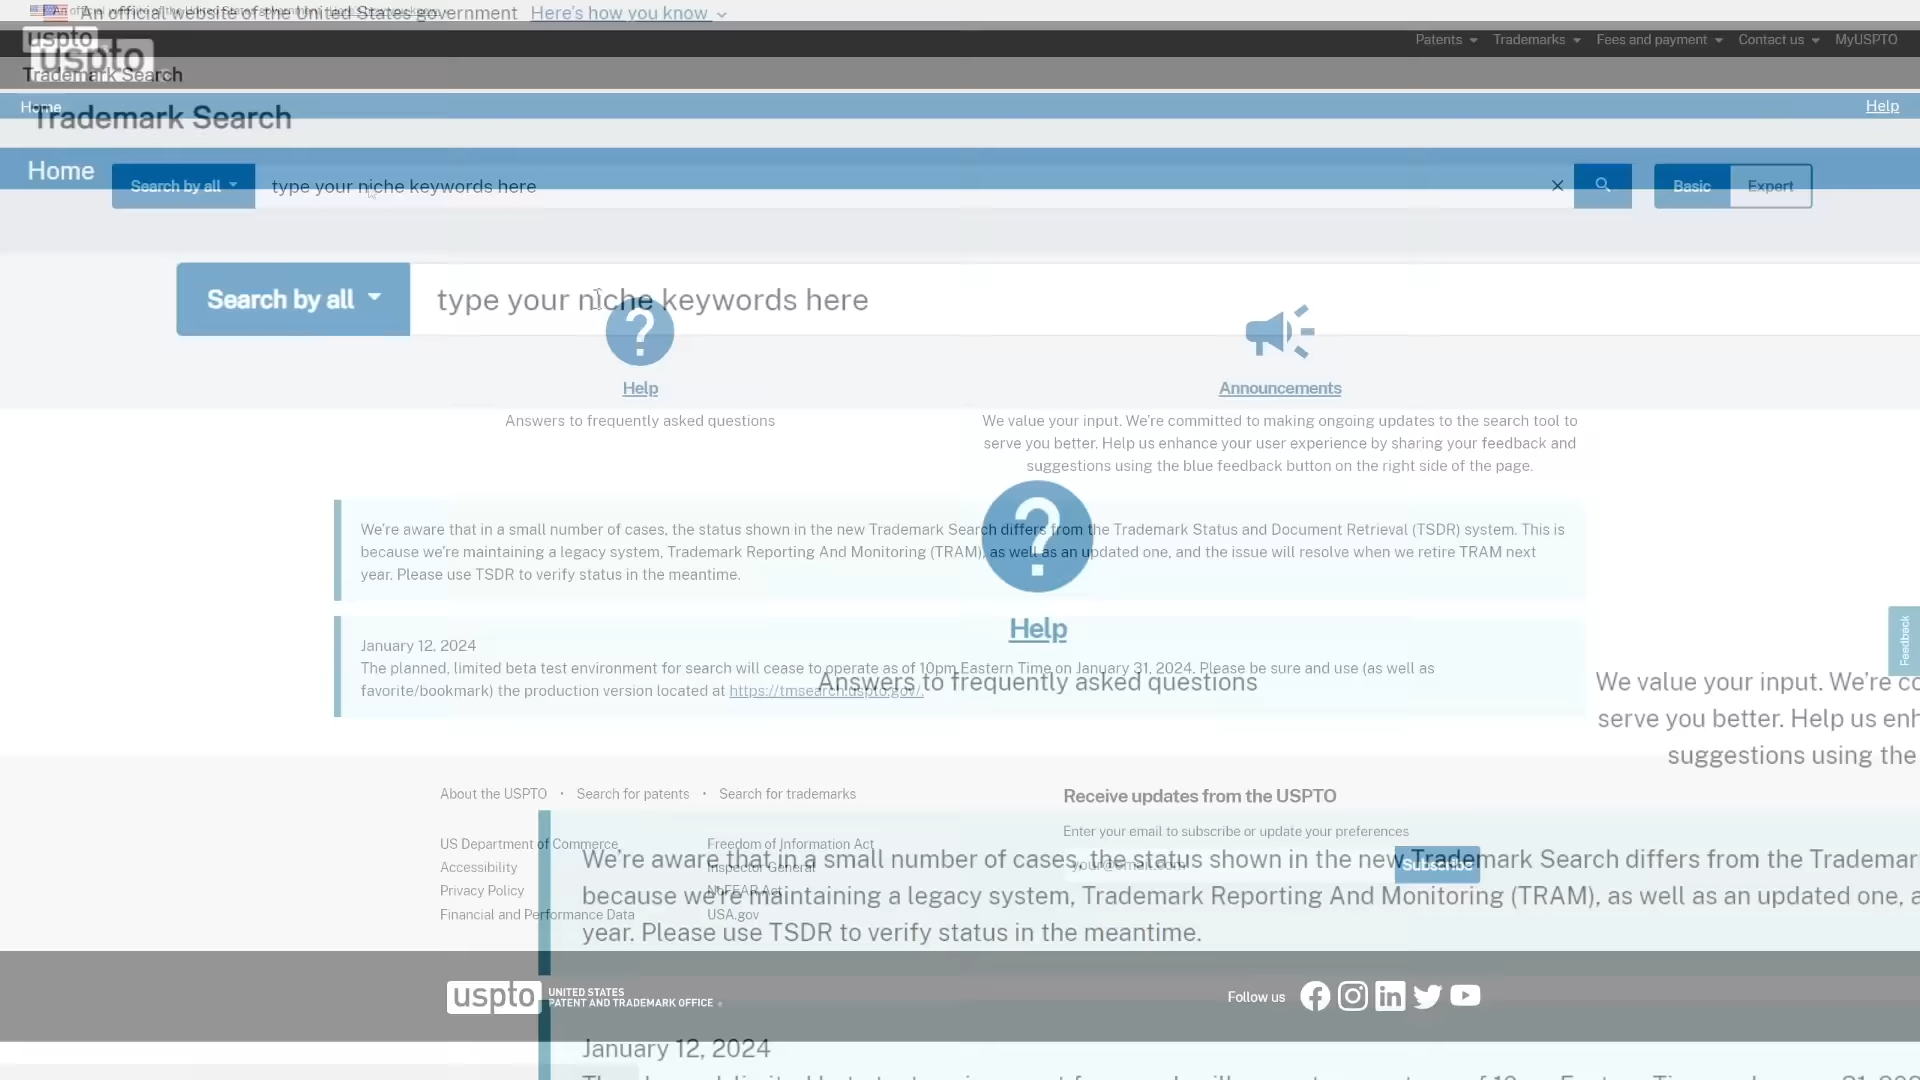 An official website of the United States government Here's how you know
uspto
uspto
Patents
Trademarks
Fees and payment
Contact us
MyUSPTO
Trademark Search
Home
Help
Trademark Search
Home
Search by all
type your niche keywords here
Basic
Expert
Search by all
type your niche keywords here
Help
Answers to frequently asked questions
Announcements
We value your input. We're committed to making ongoing updates to the search tool to
serve you better. Help us enhance your user experience by sharing your feedback and
suggestions using the blue feedback button on the right side of the page.
We're aware that in a small number of cases, the status shown in the new Trademark Search differs from the Trademark Status and Document Retrieval (TSDR) system. This is
because we're maintaining a legacy system, Trademark Reporting And Monitoring (TRAM), as well as an updated one, and the issue will resolve when we retire TRAM next
year. Please use TSDR to verify status in the meantime.
Help
Answers to frequently asked questions
Feedback
January 12, 2024
The planned, limited beta test environment for search will cease to operate as of 10pm Eastern Time on January 31, 2024. Please be sure and use (as well as
favorite/bookmark) the production version located at https://tmsearch.uspto.gov/.
We value your input. We're co
serve you better. Help us enh
suggestions using the
About the USPTO • Search for patents • Search for trademarks
US Department of Commerce
Accessibility
Privacy Policy
Financial and Performance Data
Freedom of Information Act
Inspector General
NoFEAR Act
USA.gov
Receive updates from the USPTO
Enter your email to subscribe or update your preferences
your@email.com
Subscribe
We're aware that in a small number of cases, the status shown in the new Trademark Search differs from the Trademar
because we're maintaining a legacy system, Trademark Reporting And Monitoring (TRAM), as well as an updated one, a
year. Please use TSDR to verify status in the meantime.
uspto
UNITED STATES
PATENT AND TRADEMARK OFFICE
Follow us
January 12, 2024